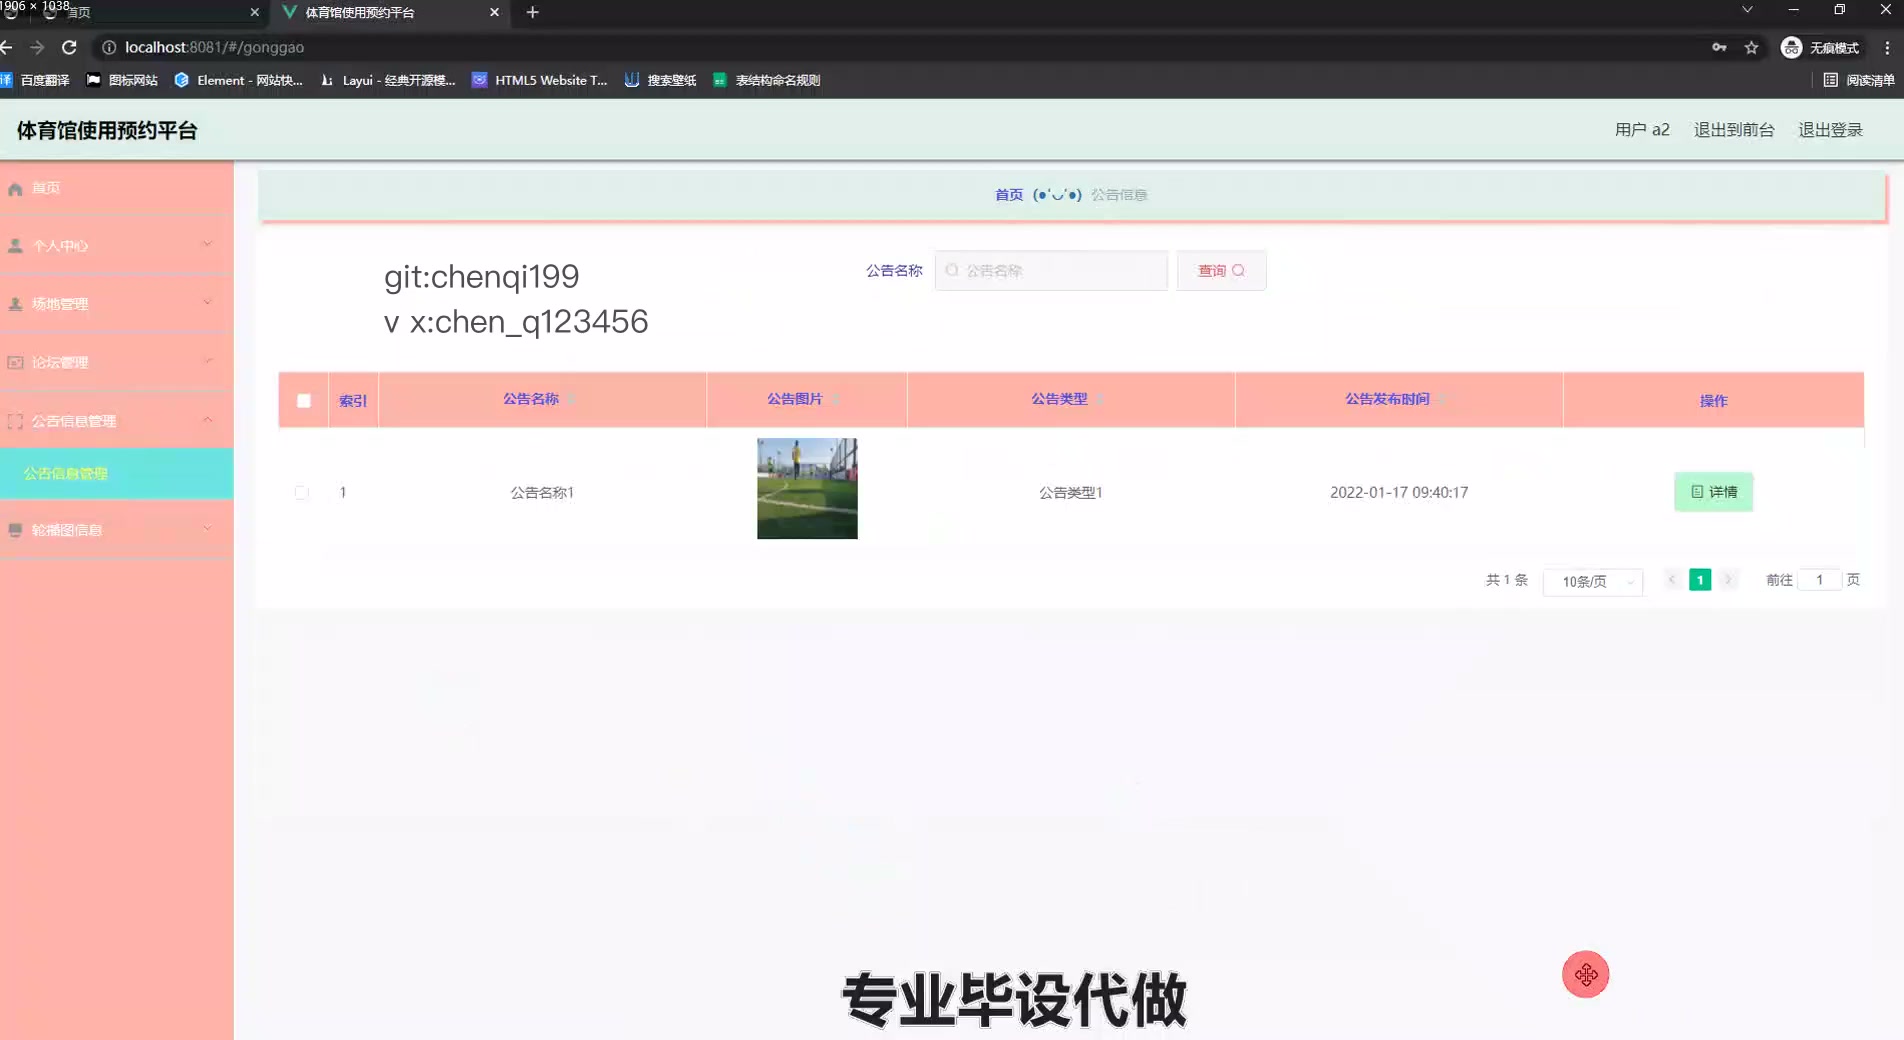 1906 × 1038
首页
体育馆使用预约平台
localhost:8081/#/gonggao
无痕模式
译 百度翻译
图标网站
Element - 网站快...
Layui - 经典开源模...
HTML5 Website T...
搜索壁纸
表结构命名规则
阅读清单
体育馆使用预约平台
用户 a2
退出到前台
退出登录
首页
个人中心
场地管理
论坛管理
公告信息管理
公告信息管理
轮播图信息
首页 (●'◡'●) 公告信息
git:chenqi199
v x:chen_q123456
公告名称 公告名称 查询
索引 公告名称 公告图片 公告类型 公告发布时间 操作
1 公告名称1 公告类型1 2022-01-17 09:40:17 详情
共 1 条 10条/页 1 前往 1 页
专业毕设代做